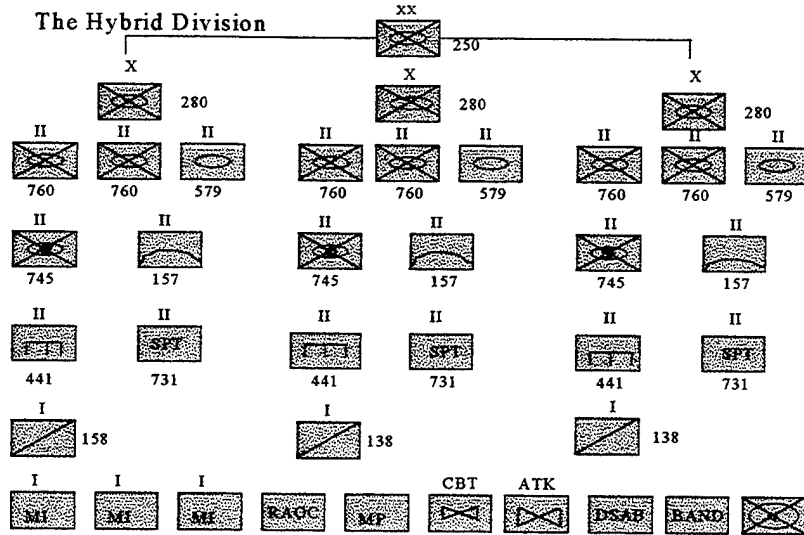 The Hybrid Division
XX
250
X X X
280 280 280
II II II II II II II II II
760 760 579 760 760 579 760 760 579
II II II II II II
745 157 745 157 745 157
II II II II II II
SPT SPT SPT
441 731 441 731 441 731
I I I
158 138 138
I I I CBT ATK
MI MI MI RAOC MP DSAB BAND